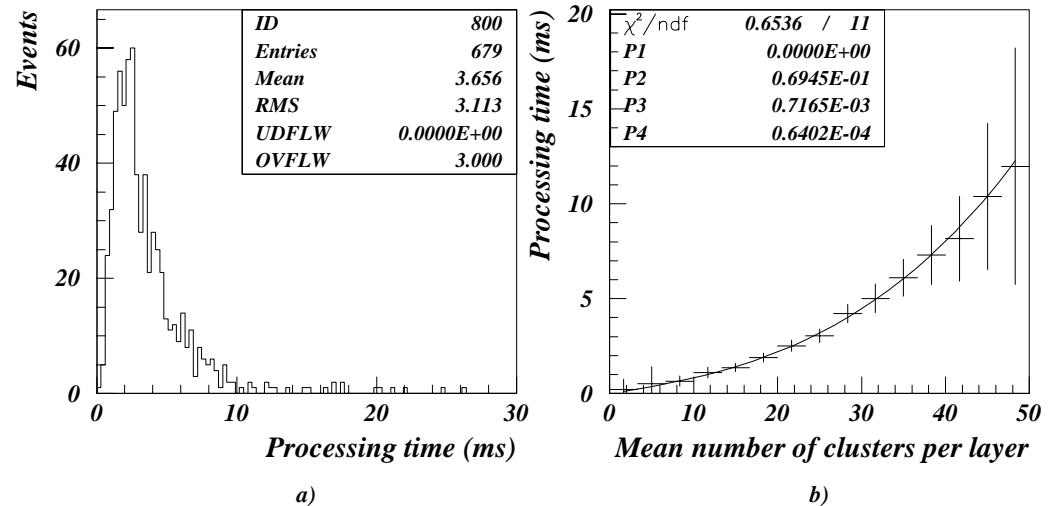 Events
60
40
20
0
0 10 20 30
Processing time (ms)
ID 800
Entries 679
Mean 3.656
RMS 3.113
UDFLW 0.0000E+00
OVFLW 3.000
a)
Processing time (ms)
20
15
10
5
0
0 10 20 30 40 50
Mean number of clusters per layer
χ²/ndf 0.6536 / 11
P1 0.0000E+00
P2 0.6945E-01
P3 0.7165E-03
P4 0.6402E-04
b)